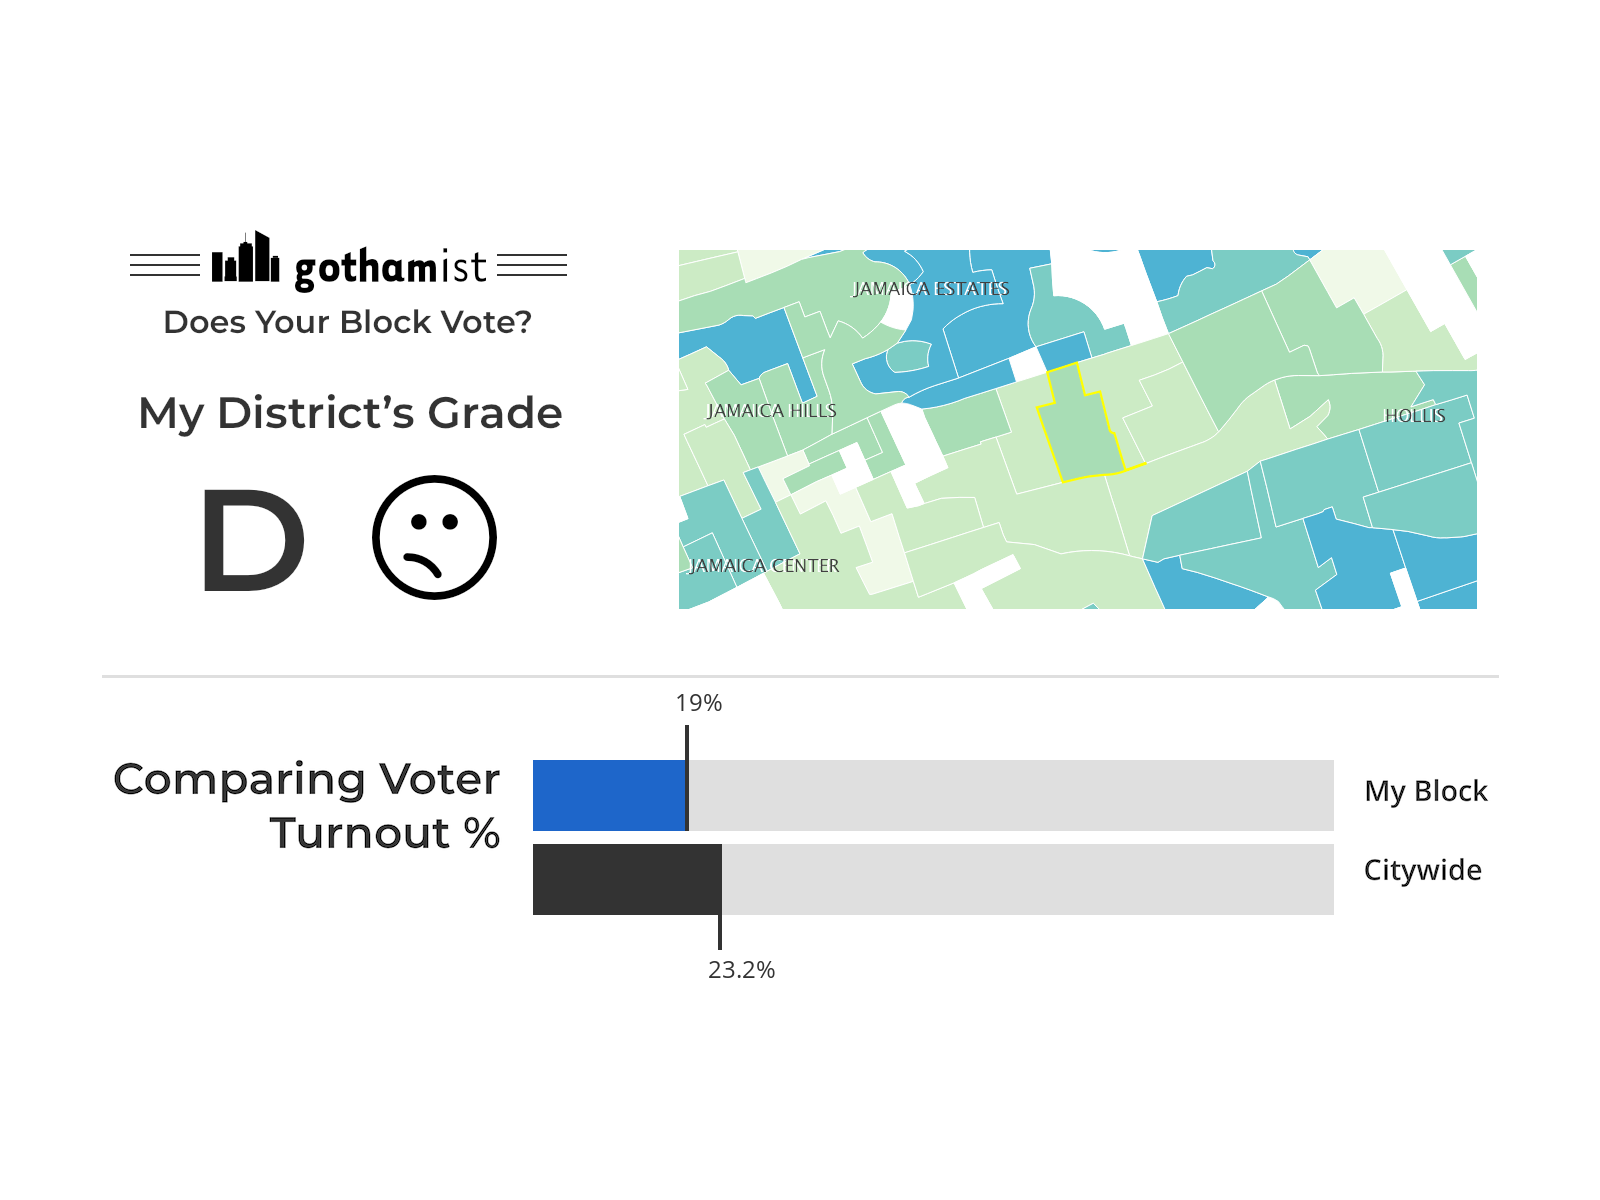 gothamist
Does Your Block Vote?
My District’s Grade
D
JAMAICA ESTATES
JAMAICA HILLS
HOLLIS
JAMAICA CENTER
19%
Comparing Voter
Turnout %
My Block
Citywide
23.2%